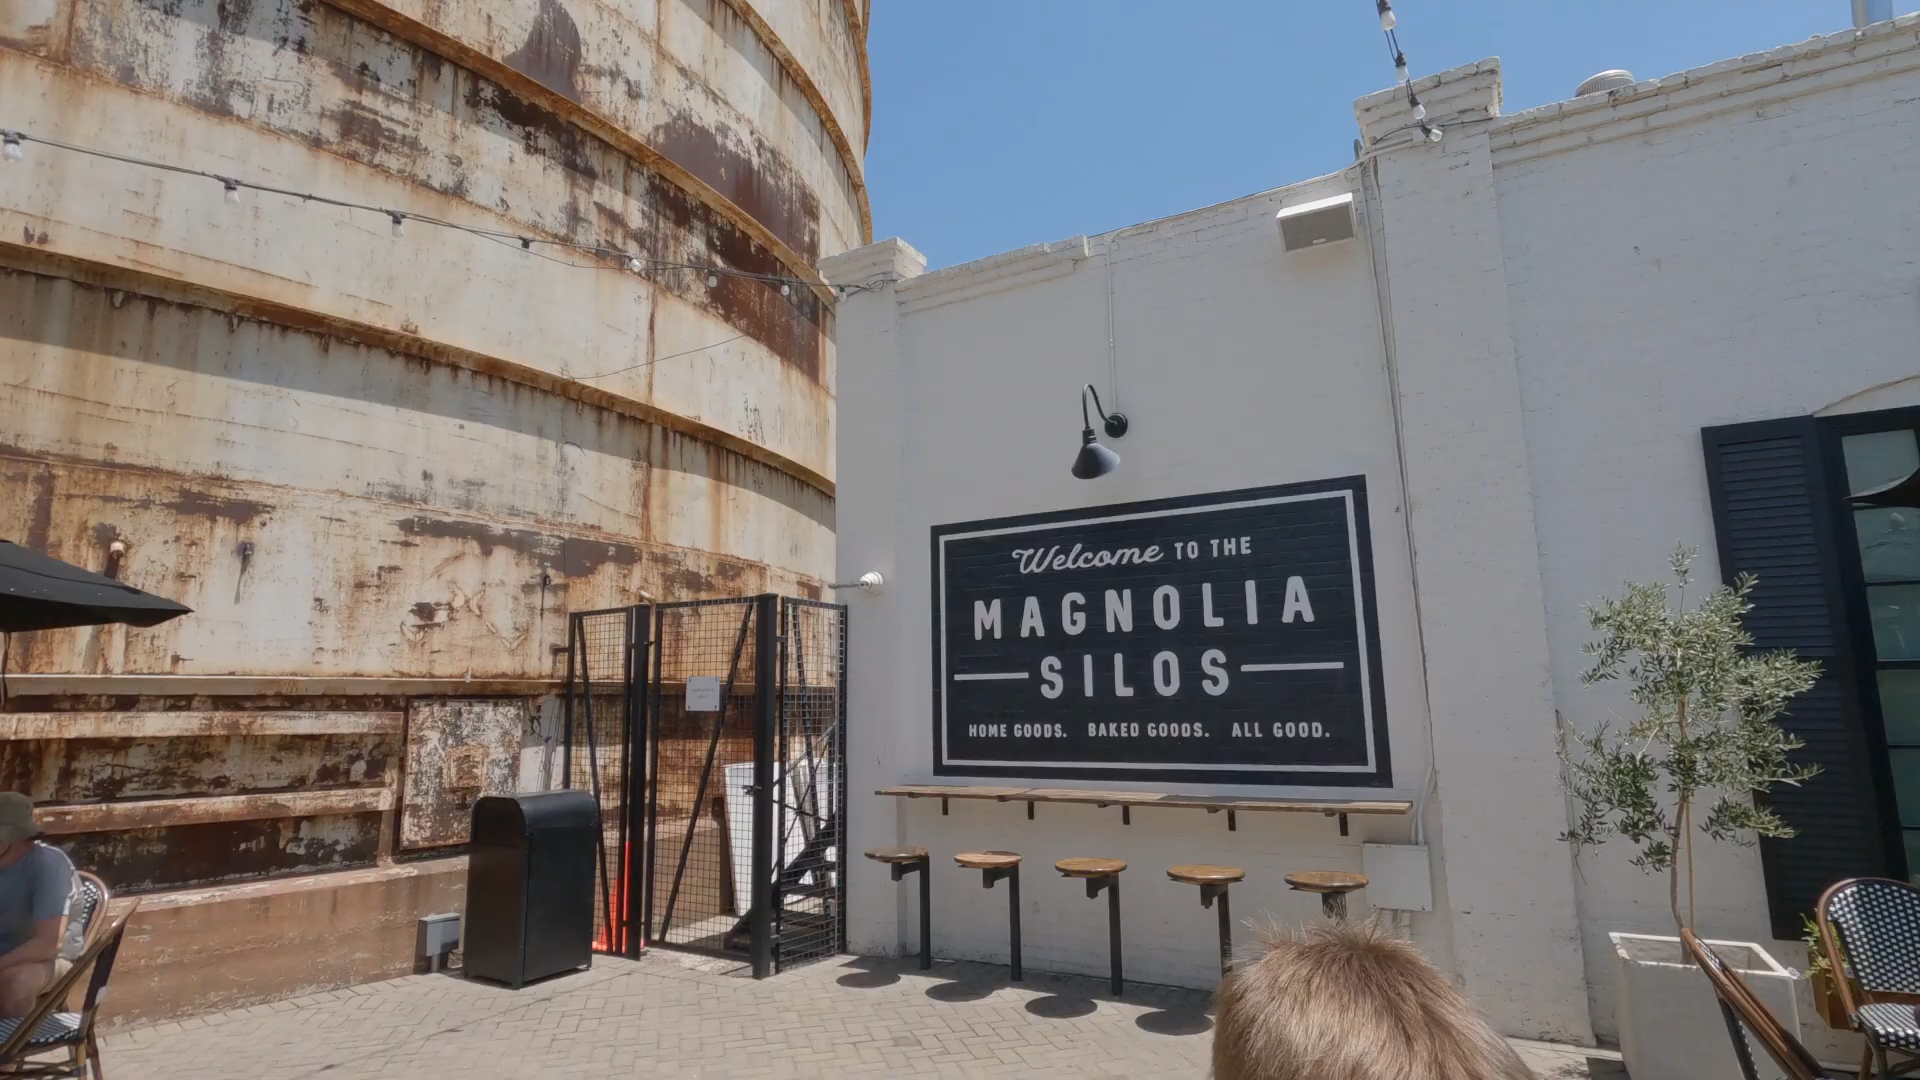 Welcome TO THE
MAGNOLIA
SILOS
HOME GOODS. BAKED GOODS. ALL GOOD.